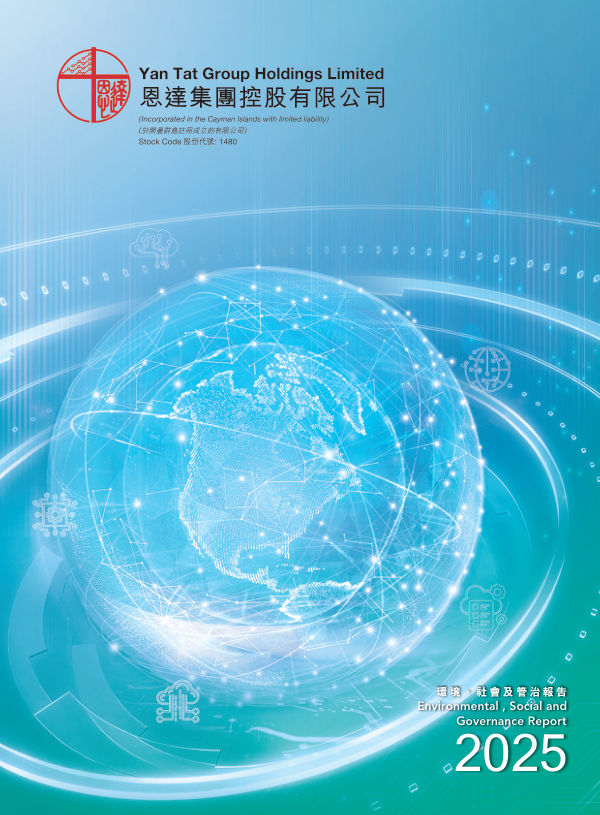 恩達
Yan Tat Group Holdings Limited
恩達集團控股有限公司
(Incorporated in the Cayman Islands with limited liability)
(於開曼群島註冊成立的有限公司)
Stock Code 股份代號: 1480
環境、社會及管治報告
Environmental , Social and
Governance Report
2025